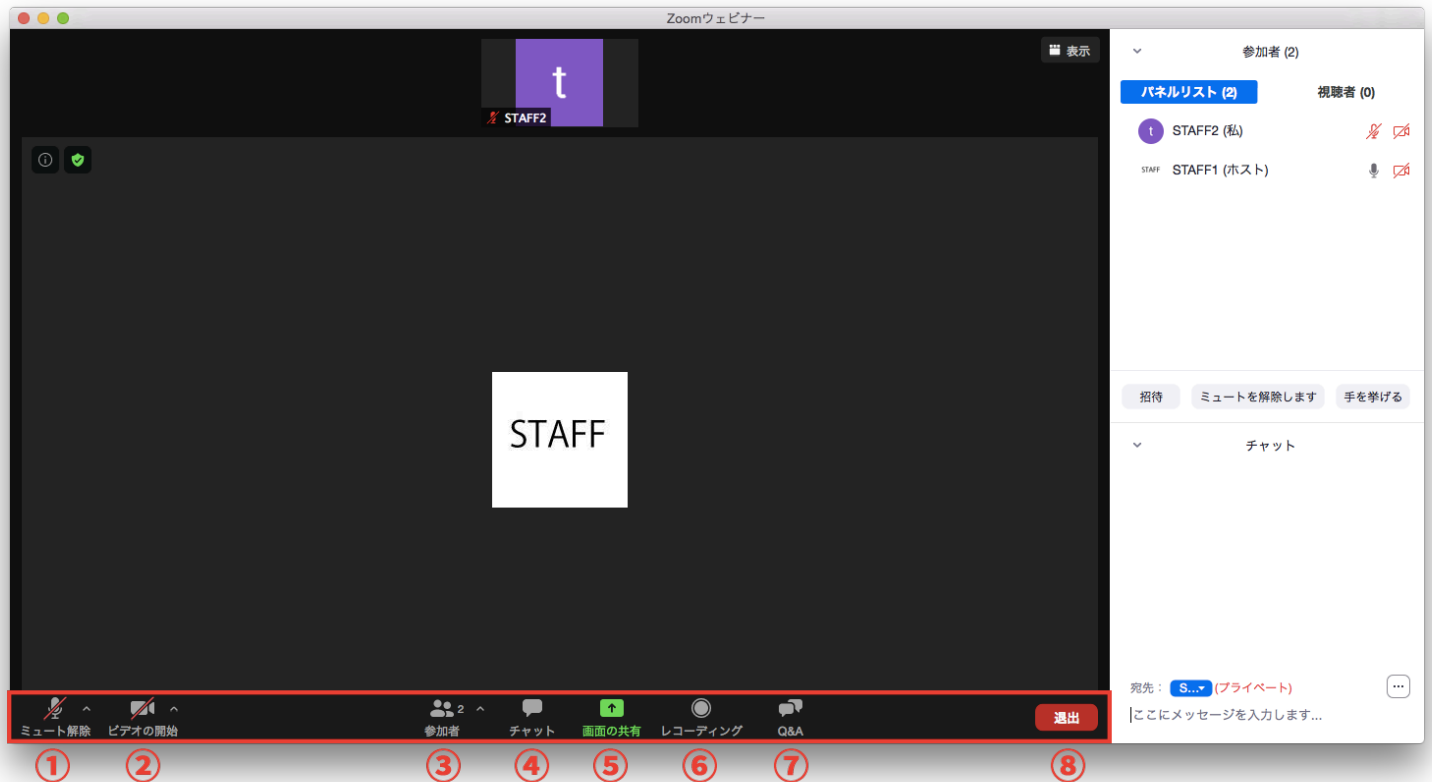 Zoomウェビナー
表示
t
STAFF2
STAFF
参加者 (2)
パネルリスト (2) 視聴者 (0)
t STAFF2 (私)
STAFF STAFF1 (ホスト)
招待 ミュートを解除します 手を挙げる
チャット
宛先： S... (プライベート)
ここにメッセージを入力します...
ミュート解除 ビデオの開始 2 参加者 チャット 画面の共有 レコーディング Q&A 退出
① ② ③ ④ ⑤ ⑥ ⑦ ⑧